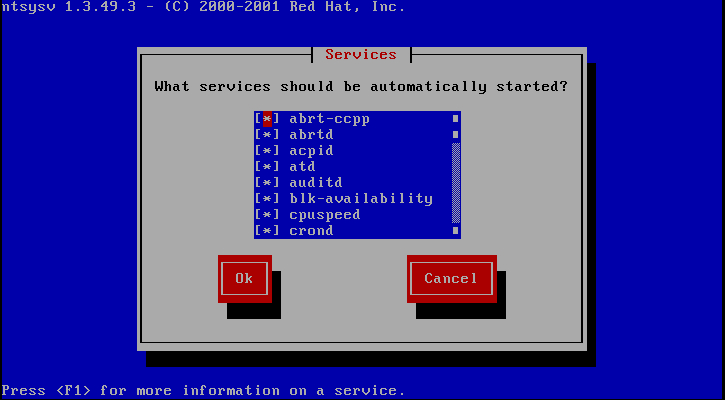 ntsysv 1.3.49.3 - (C) 2000-2001 Red Hat, Inc.
Services
What services should be automatically started?
[*] abrt-ccpp
[*] abrtd
[*] acpid
[*] atd
[*] auditd
[*] blk-availability
[*] cpuspeed
[*] crond
Ok Cancel
Press <F1> for more information on a service.